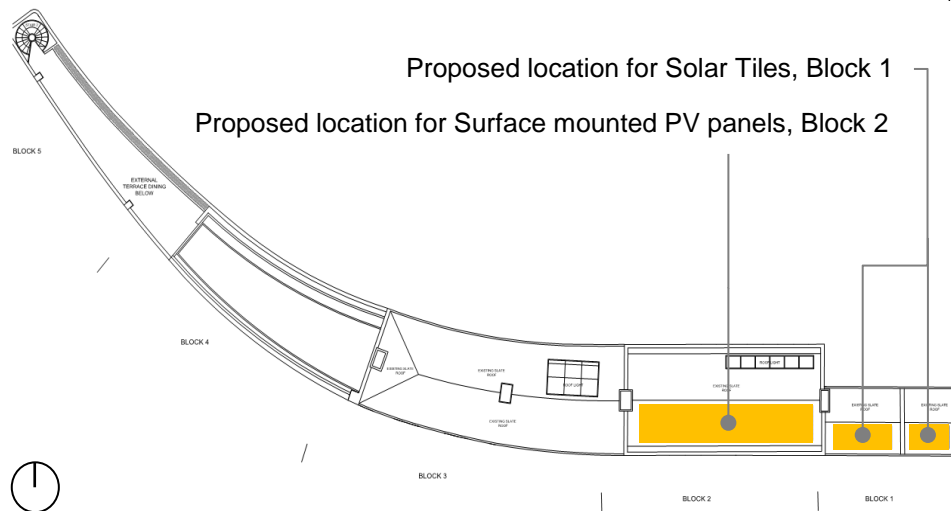 Proposed location for Solar Tiles, Block 1
Proposed location for Surface mounted PV panels, Block 2
BLOCK 5
EXTERNAL
TERRACE DINING
BELOW
BLOCK 4
EXISTING SLATE
ROOF
EXISTING SLATE
ROOF
ROOF LIGHT
EXISTING SLATE
ROOF
ROOF LIGHT
EXISTING SLATE
ROOF
EXISTING SLATE
ROOF
EXISTING SLATE
ROOF
BLOCK 3
BLOCK 2
BLOCK 1